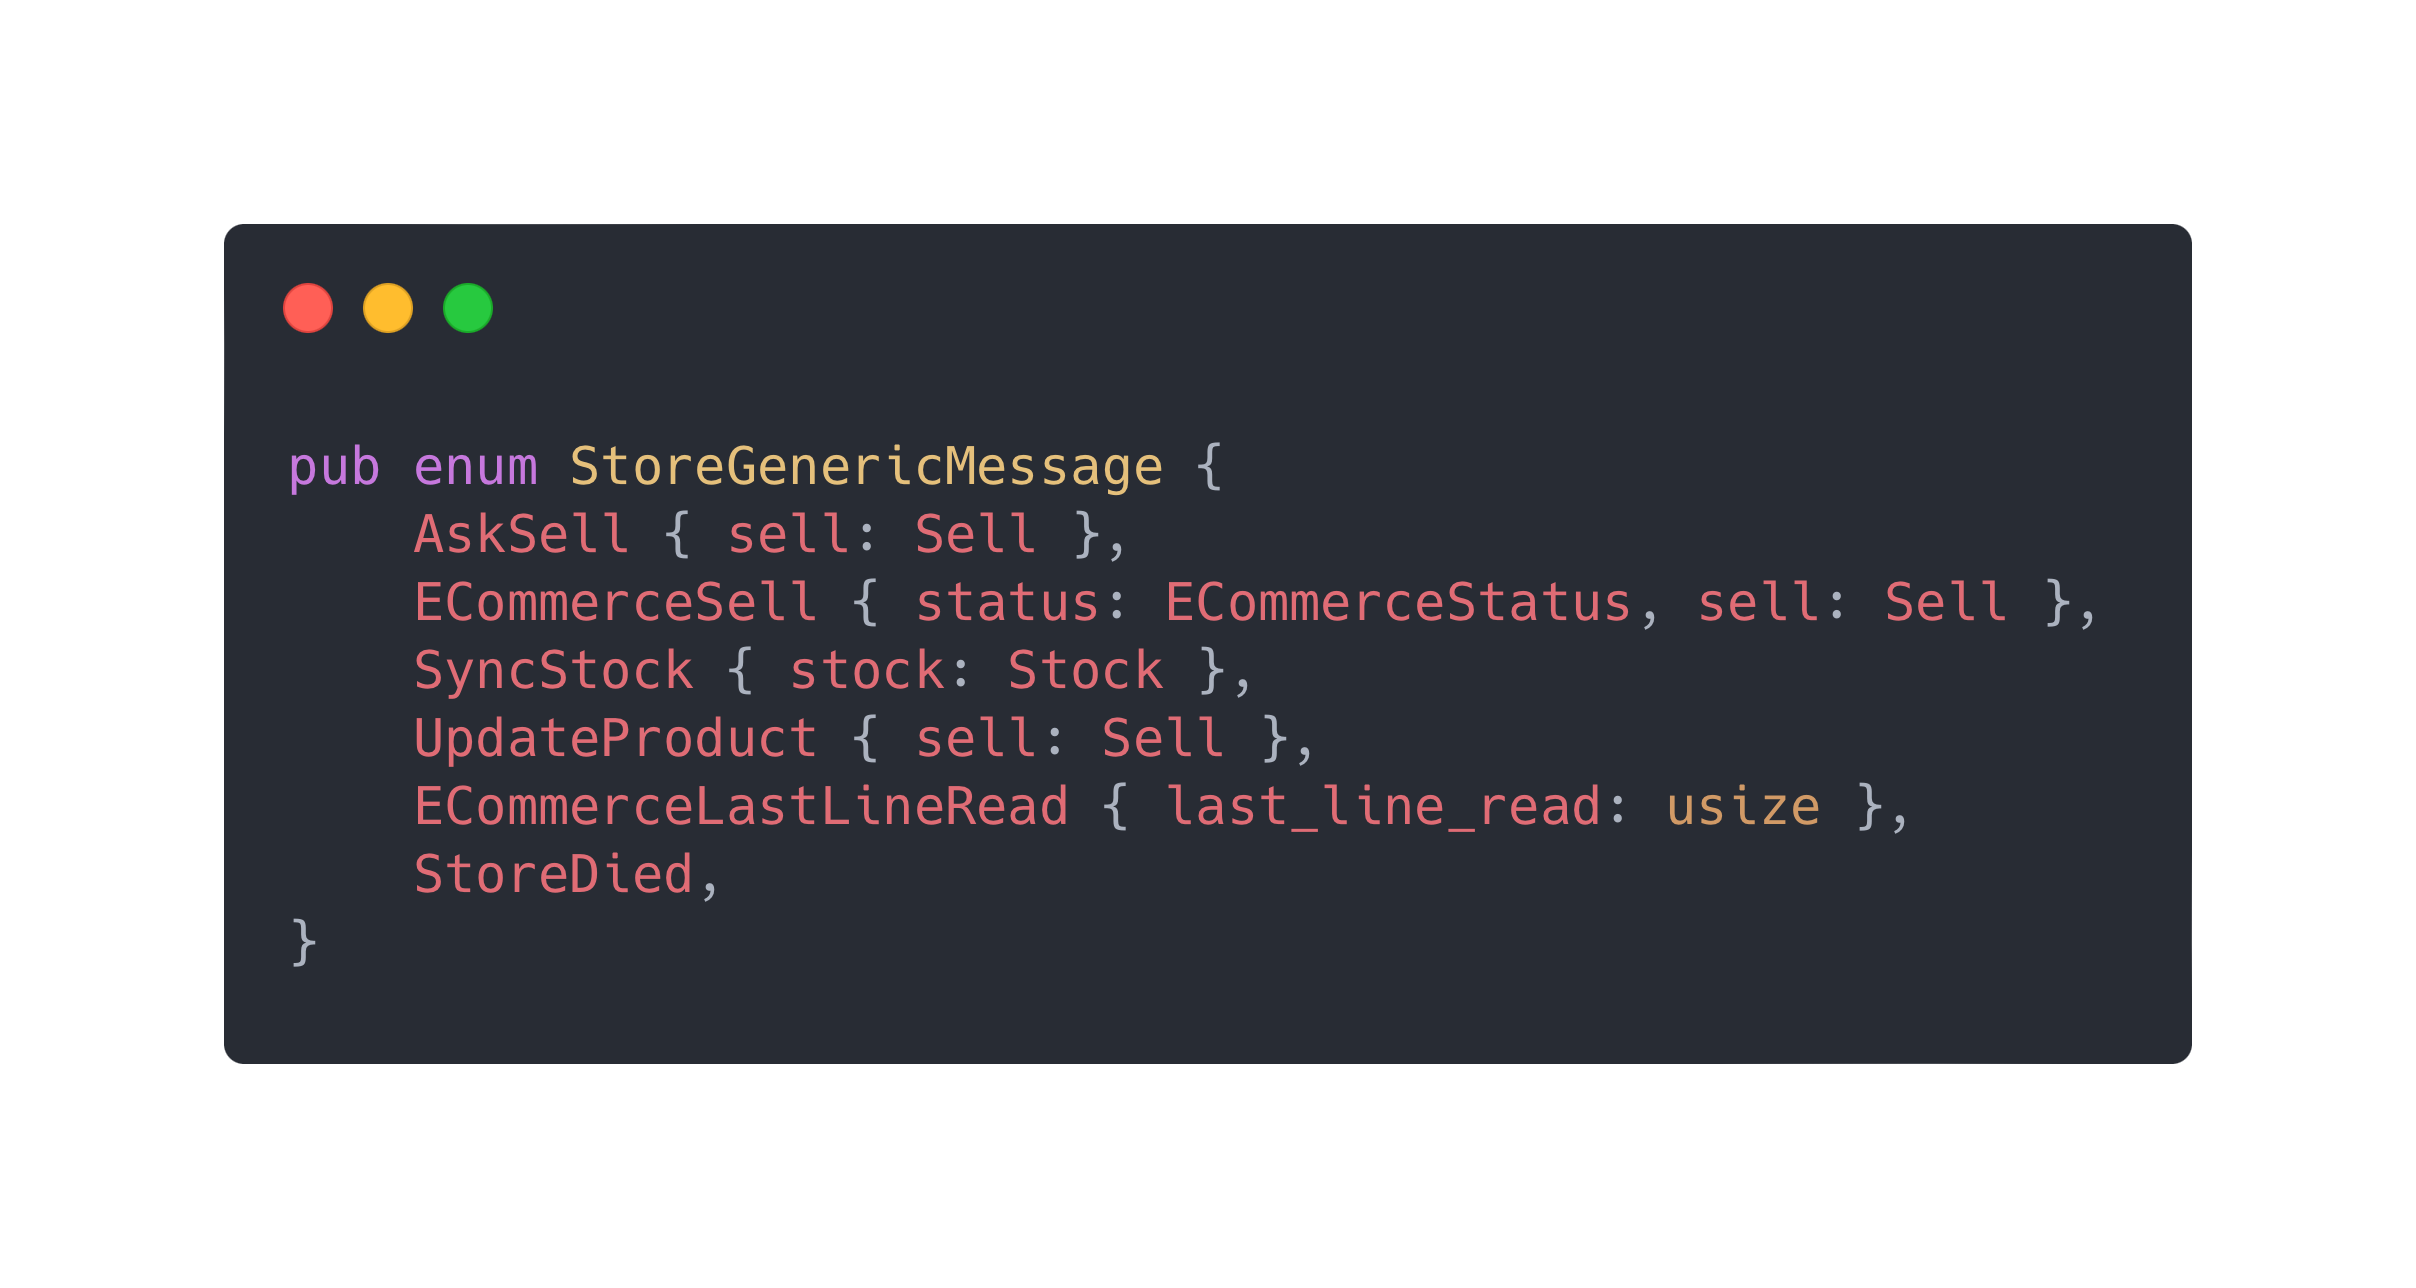 pub enum StoreGenericMessage {
    AskSell { sell: Sell },
    ECommerceSell { status: ECommerceStatus, sell: Sell },
    SyncStock { stock: Stock },
    UpdateProduct { sell: Sell },
    ECommerceLastLineRead { last_line_read: usize },
    StoreDied,
}